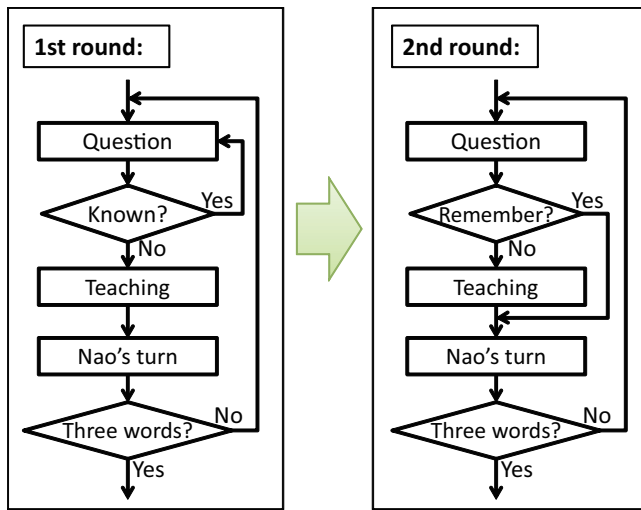 1st round:
Question
Known?
Yes
No
Teaching
Nao's turn
Three words?
No
Yes
2nd round:
Question
Remember?
Yes
No
Teaching
Nao's turn
Three words?
No
Yes